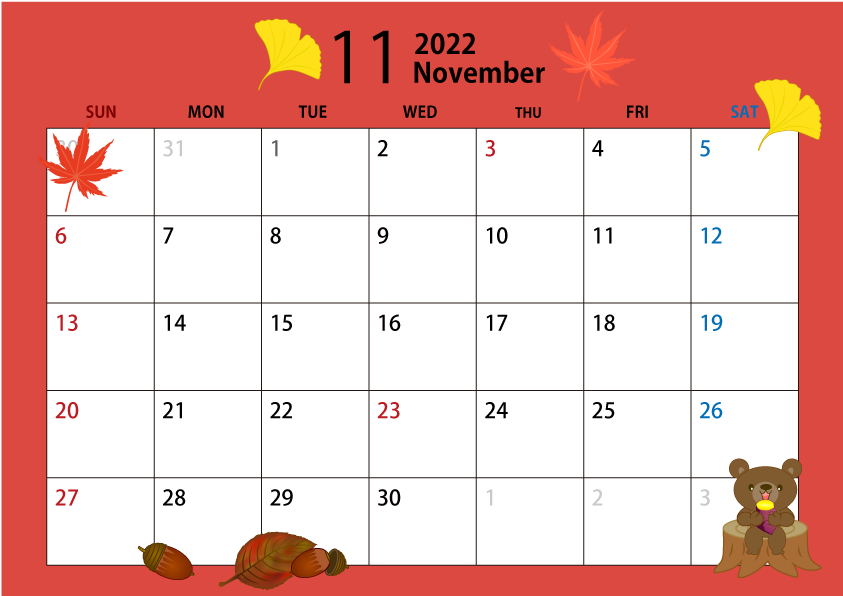 11 2022
November
SUN MON TUE WED THU FRI SAT
30 31 1 2 3 4 5
6 7 8 9 10 11 12
13 14 15 16 17 18 19
20 21 22 23 24 25 26
27 28 29 30 1 2 3